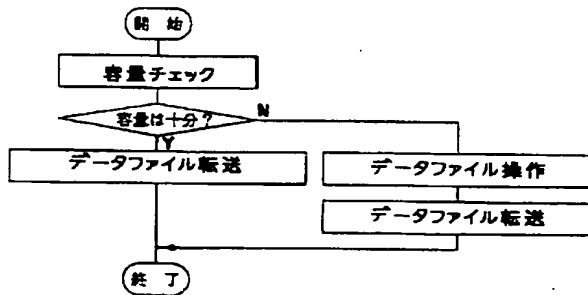 開始
容量チェック
容量は十分?
N
Y
データファイル転送
データファイル操作
データファイル転送
終了